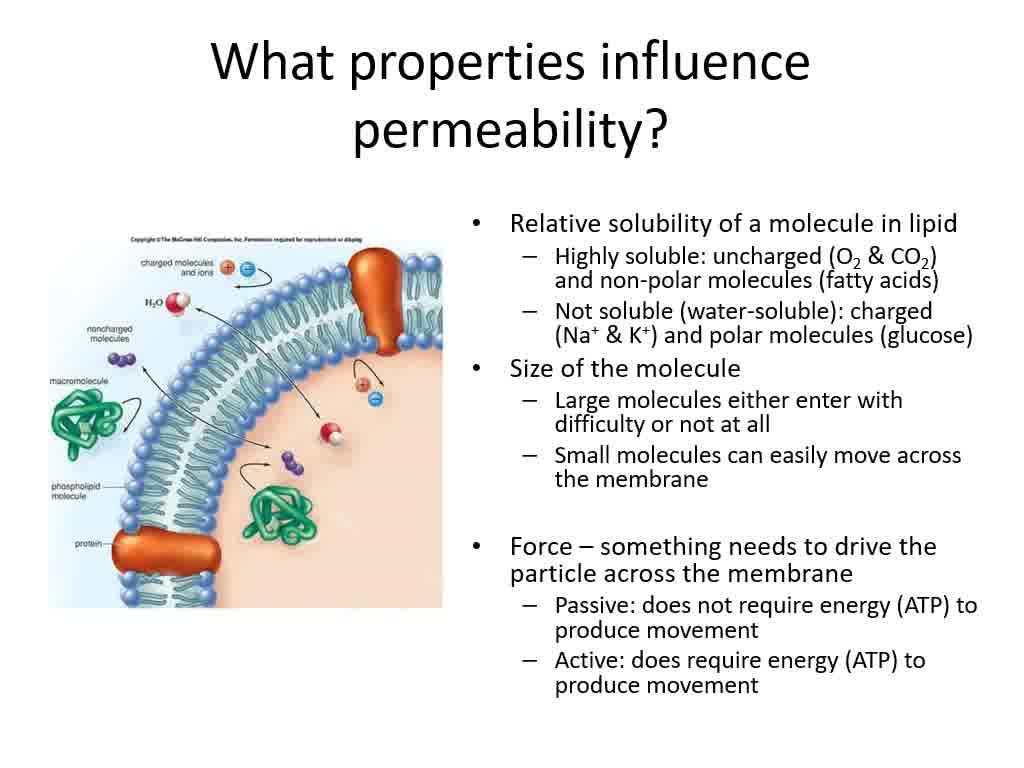 What properties influence
permeability?
Copyright ©The McGraw-Hill Companies, Inc. Permission required for reproduction or display
charged molecules
and ions
+
−
H₂O
noncharged
molecules
macromolecule
+
−
phospholipid
molecule
protein
• Relative solubility of a molecule in lipid
– Highly soluble: uncharged (O₂ & CO₂)
and non-polar molecules (fatty acids)
– Not soluble (water-soluble): charged
(Na⁺ & K⁺) and polar molecules (glucose)
• Size of the molecule
– Large molecules either enter with
difficulty or not at all
– Small molecules can easily move across
the membrane
• Force – something needs to drive the
particle across the membrane
– Passive: does not require energy (ATP) to
produce movement
– Active: does require energy (ATP) to
produce movement